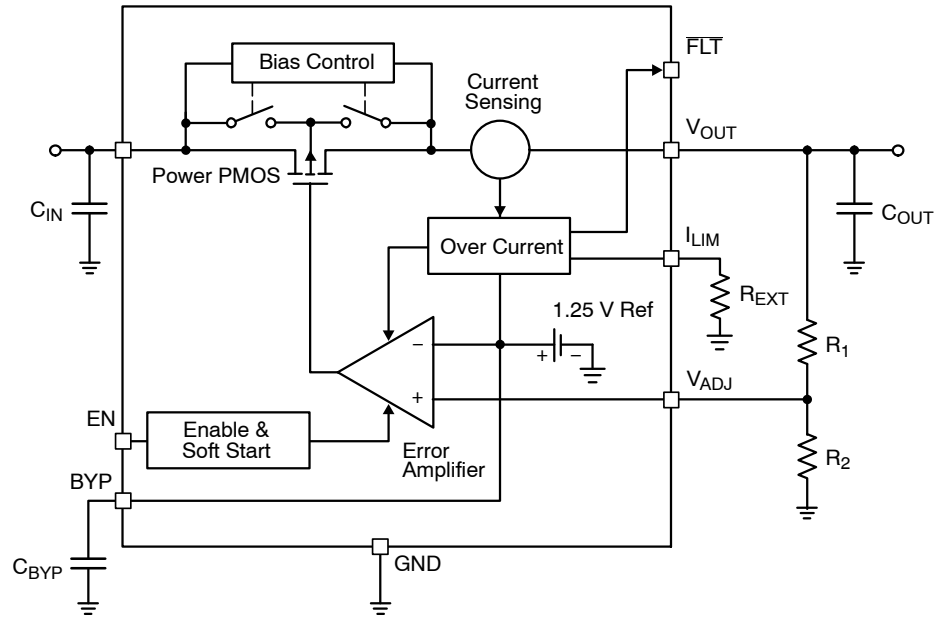 Bias Control
Current
Sensing
FLT
VOUT
Power PMOS
CIN
COUT
Over Current
ILIM
REXT
1.25 V Ref
+ −
−
R1
VADJ
+
EN
Enable &
Soft Start
Error
Amplifier
R2
BYP
CBYP
GND